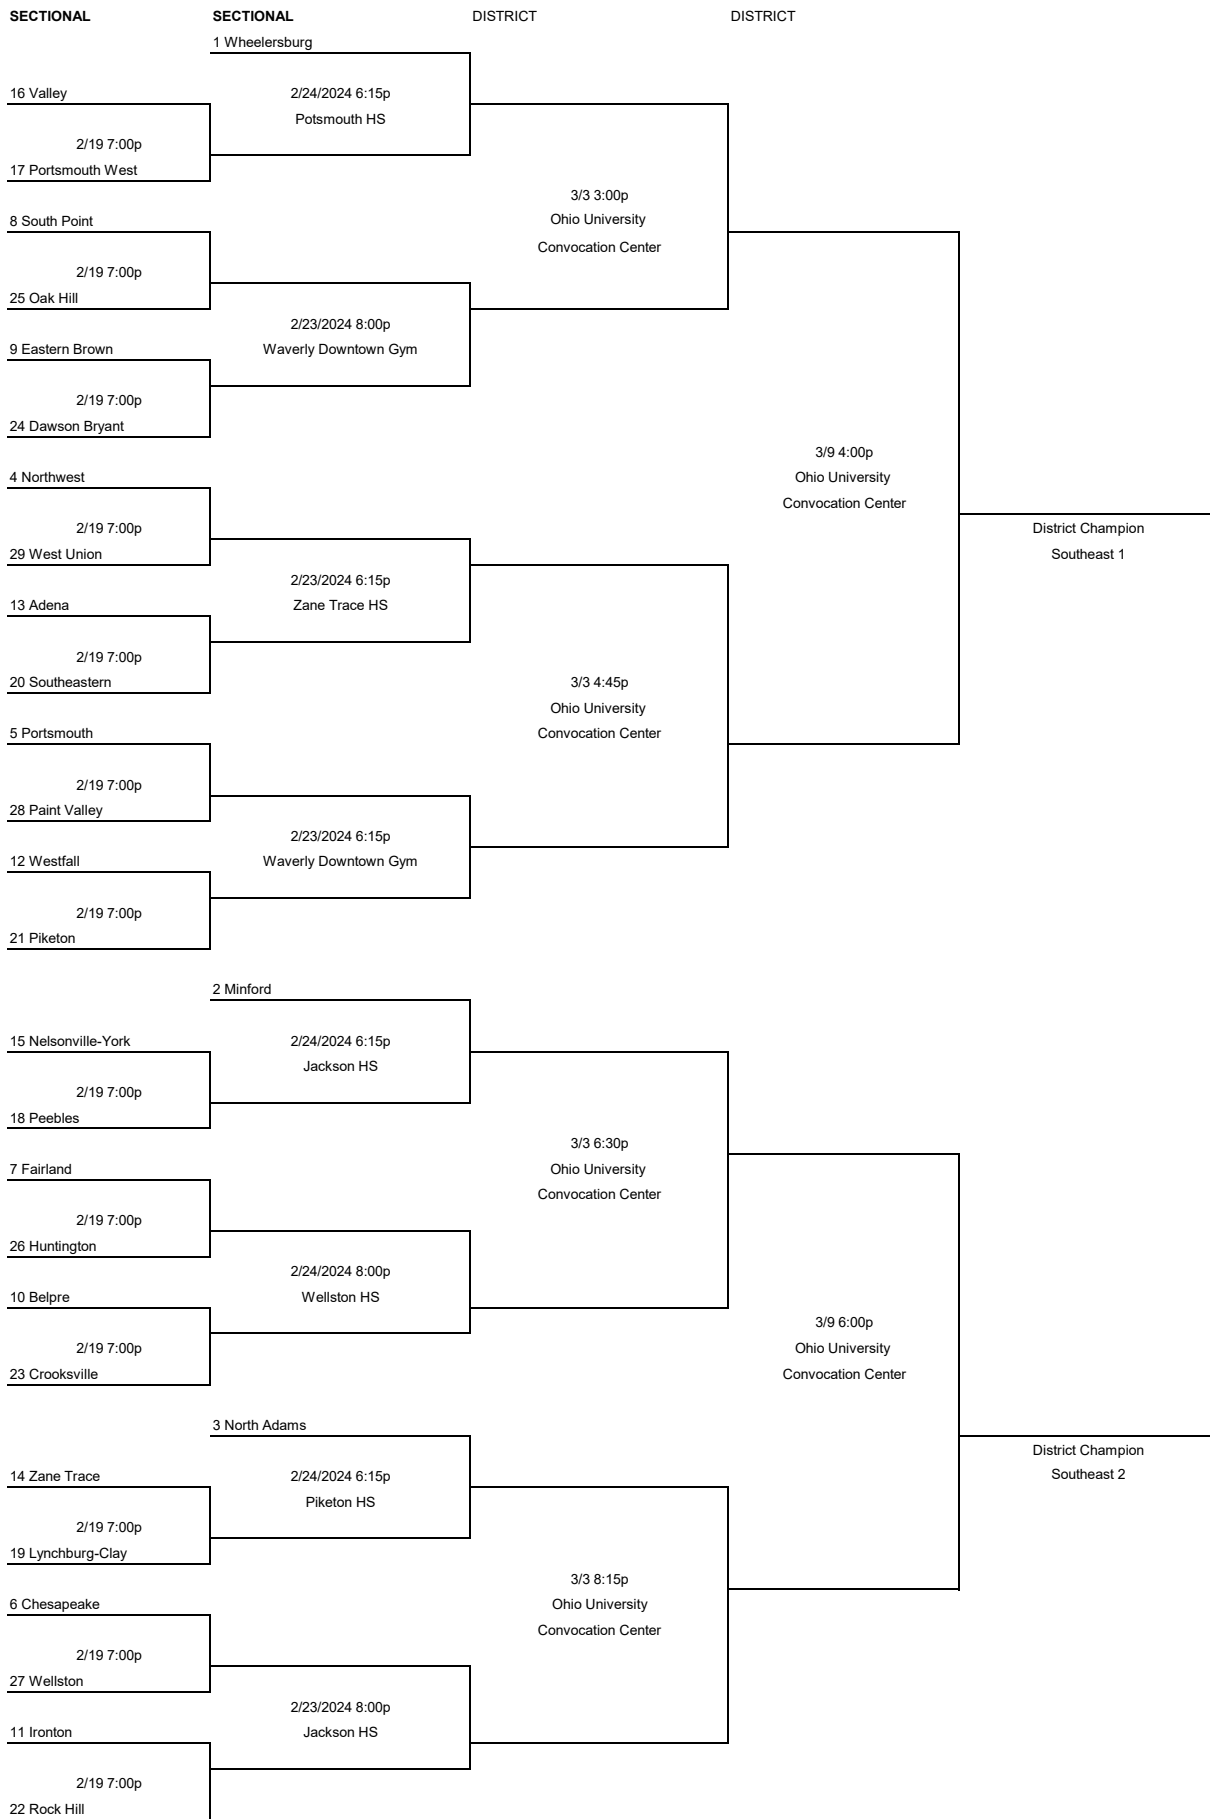 SECTIONAL
SECTIONAL
DISTRICT
DISTRICT
1 Wheelersburg
16 Valley
2/24/2024 6:15p
Potsmouth HS
2/19 7:00p
17 Portsmouth West
3/3 3:00p
8 South Point
Ohio University
Convocation Center
2/19 7:00p
25 Oak Hill
2/23/2024 8:00p
9 Eastern Brown
Waverly Downtown Gym
2/19 7:00p
24 Dawson Bryant
3/9 4:00p
4 Northwest
Ohio University
Convocation Center
2/19 7:00p
District Champion
29 West Union
Southeast 1
2/23/2024 6:15p
13 Adena
Zane Trace HS
2/19 7:00p
20 Southeastern
3/3 4:45p
Ohio University
5 Portsmouth
Convocation Center
2/19 7:00p
28 Paint Valley
2/23/2024 6:15p
12 Westfall
Waverly Downtown Gym
2/19 7:00p
21 Piketon
2 Minford
15 Nelsonville-York
2/24/2024 6:15p
Jackson HS
2/19 7:00p
18 Peebles
3/3 6:30p
7 Fairland
Ohio University
Convocation Center
2/19 7:00p
26 Huntington
2/24/2024 8:00p
10 Belpre
Wellston HS
3/9 6:00p
2/19 7:00p
Ohio University
23 Crooksville
Convocation Center
3 North Adams
District Champion
14 Zane Trace
2/24/2024 6:15p
Southeast 2
Piketon HS
2/19 7:00p
19 Lynchburg-Clay
3/3 8:15p
6 Chesapeake
Ohio University
Convocation Center
2/19 7:00p
27 Wellston
2/23/2024 8:00p
11 Ironton
Jackson HS
2/19 7:00p
22 Rock Hill